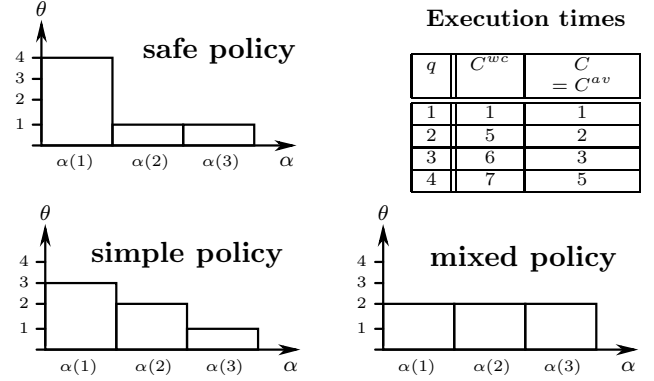 θ
safe policy
4
3
2
1
α(1) α(2) α(3) α
Execution times
q C^{wc} C
= C^{av}
1 1 1
2 5 2
3 6 3
4 7 5
θ
simple policy
4
3
2
1
α(1) α(2) α(3) α
θ
mixed policy
4
3
2
1
α(1) α(2) α(3) α